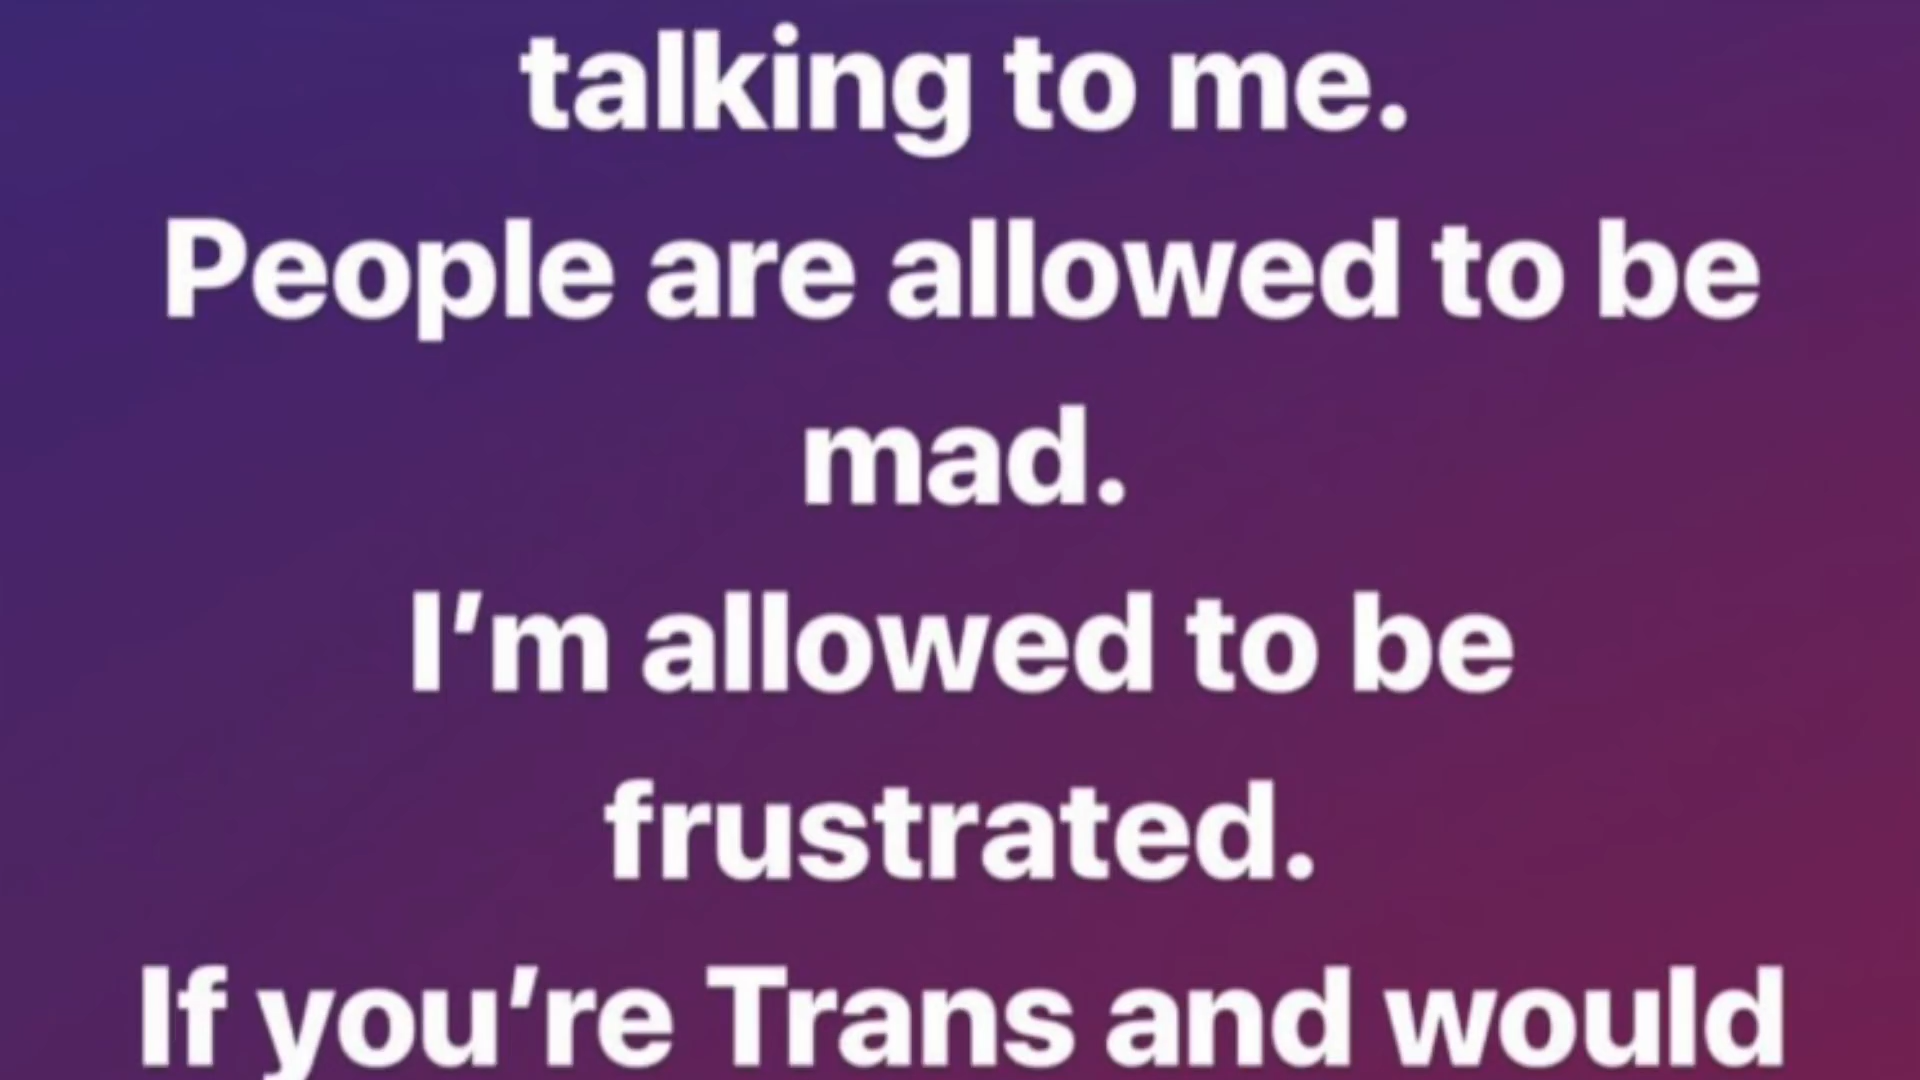 talking to me.
People are allowed to be
mad.
I’m allowed to be
frustrated.
If you’re Trans and would